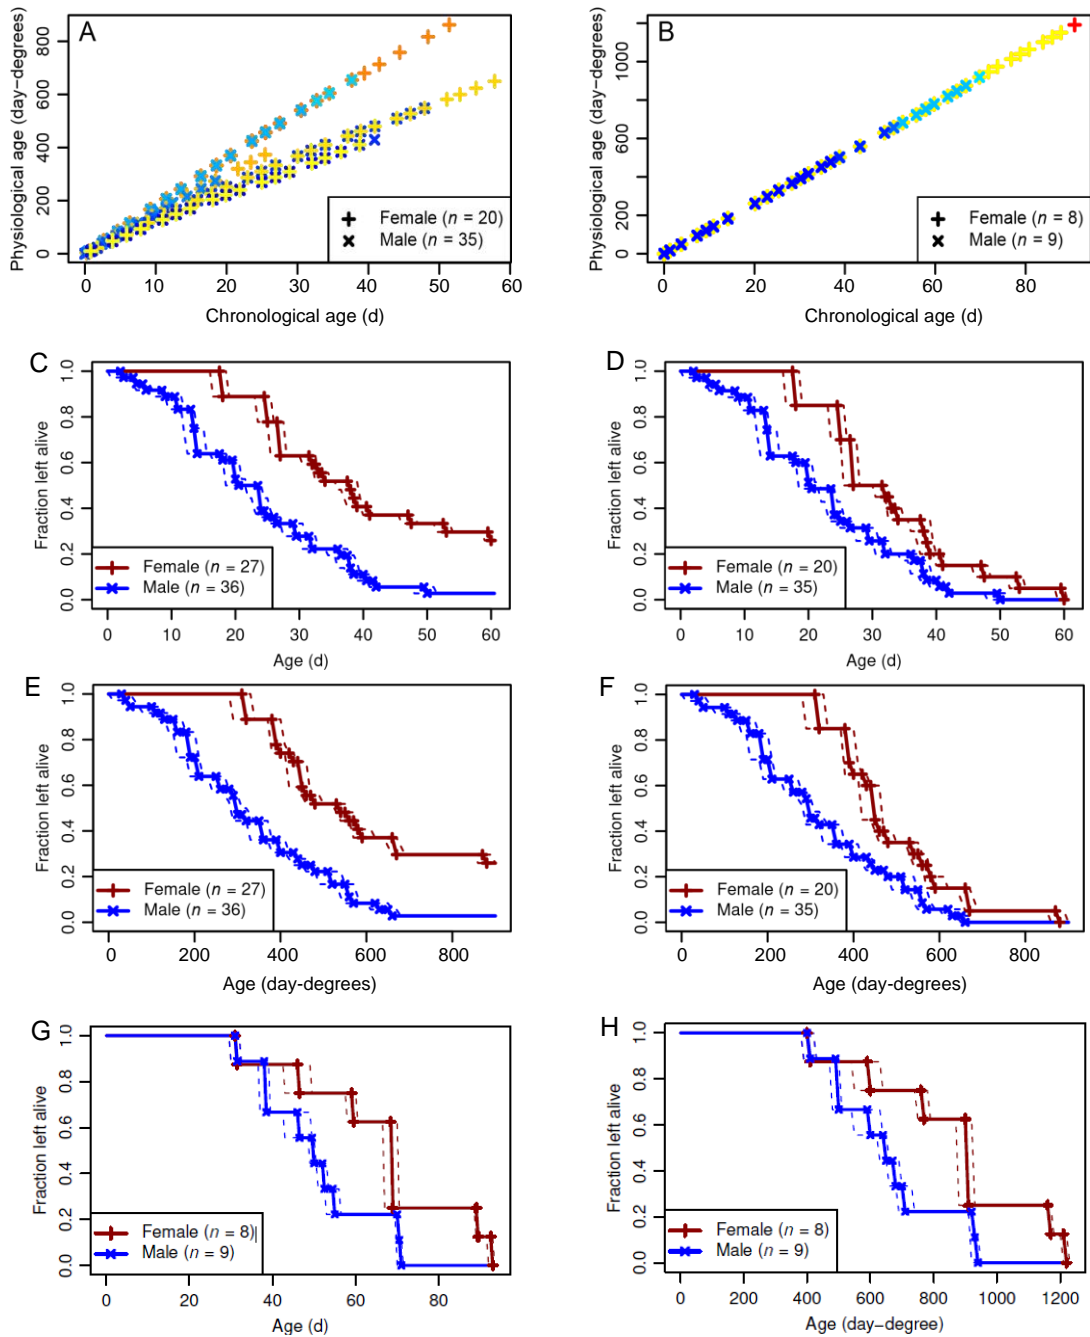 A
Physiological age (day−degrees)
0 200 400 600 800
0 10 20 30 40 50 60
Chronological age (d)
Female (n = 20)
Male (n = 35)
B
Physiological age (day−degrees)
0 200 600 1000
0 20 40 60 80
Chronological age (d)
Female (n = 8)
Male (n = 9)
C
Fraction left alive
0.0 0.2 0.4 0.6 0.8 1.0
Female (n = 27)
Male (n = 36)
0 10 20 30 40 50 60
Age (d)
D
Fraction left alive
0.0 0.2 0.4 0.6 0.8 1.0
Female (n = 20)
Male (n = 35)
0 10 20 30 40 50 60
Age (d)
E
Fraction left alive
0.0 0.2 0.4 0.6 0.8 1.0
Female (n = 27)
Male (n = 36)
0 200 400 600 800
Age (day-degrees)
F
Fraction left alive
0.0 0.2 0.4 0.6 0.8 1.0
Female (n = 20)
Male (n = 35)
0 200 400 600 800
Age (day-degrees)
G
Fraction left alive
0.0 0.2 0.4 0.6 0.8 1.0
Female (n = 8)|
Male (n = 9)
0 20 40 60 80
Age (d)
H
Fraction left alive
0.0 0.2 0.4 0.6 0.8 1.0
Female (n = 8)
Male (n = 9)
0 200 400 600 800 1000 1200
Age (day−degree)